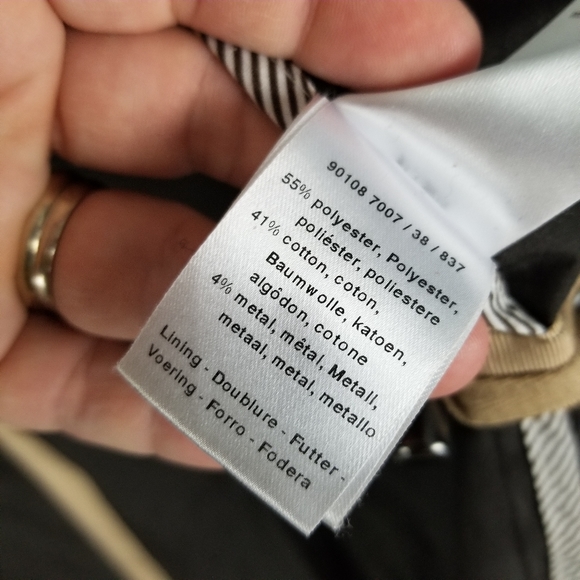 90108 7007 / 38 / 837
55% polyester, Polyester,
poliéster, poliestere
41% cotton, coton,
Baumwolle, katoen,
algôdon, cotone
4% metal, métal, Metall,
metaal, metal, metallo
Lining - Doublure - Futter -
Voering - Forro - Fodera